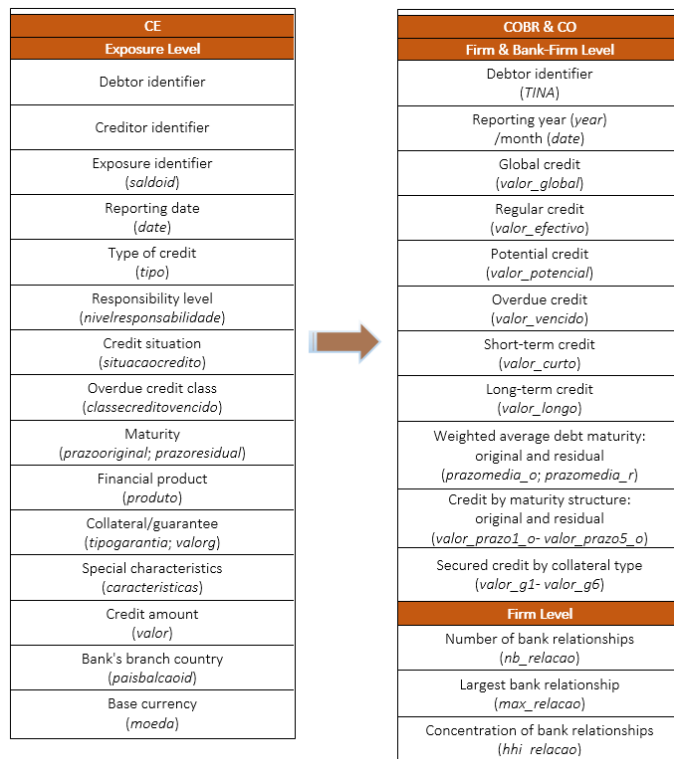 CE
Exposure Level
Debtor identifier
Creditor identifier
Exposure identifier
(saldoid)
Reporting date
(date)
Type of credit
(tipo)
Responsibility level
(nivelresponsabilidade)
Credit situation
(situacaocredito)
Overdue credit class
(classecreditovencido)
Maturity
(prazooriginal; prazoresidual)
Financial product
(produto)
Collateral/guarantee
(tipogarantia; valorg)
Special characteristics
(caracteristicas)
Credit amount
(valor)
Bank's branch country
(paisbalcaoid)
Base currency
(moeda)
COBR & CO
Firm & Bank-Firm Level
Debtor identifier
(TINA)
Reporting year (year)
/month (date)
Global credit
(valor_global)
Regular credit
(valor_efectivo)
Potential credit
(valor_potencial)
Overdue credit
(valor_vencido)
Short-term credit
(valor_curto)
Long-term credit
(valor_longo)
Weighted average debt maturity:
original and residual
(prazomedia_o; prazomedia_r)
Credit by maturity structure:
original and residual
(valor_prazo1_o- valor_prazo5_o)
Secured credit by collateral type
(valor_g1- valor_g6)
Firm Level
Number of bank relationships
(nb_relacao)
Largest bank relationship
(max_relacao)
Concentration of bank relationships
(hhi_relacao)